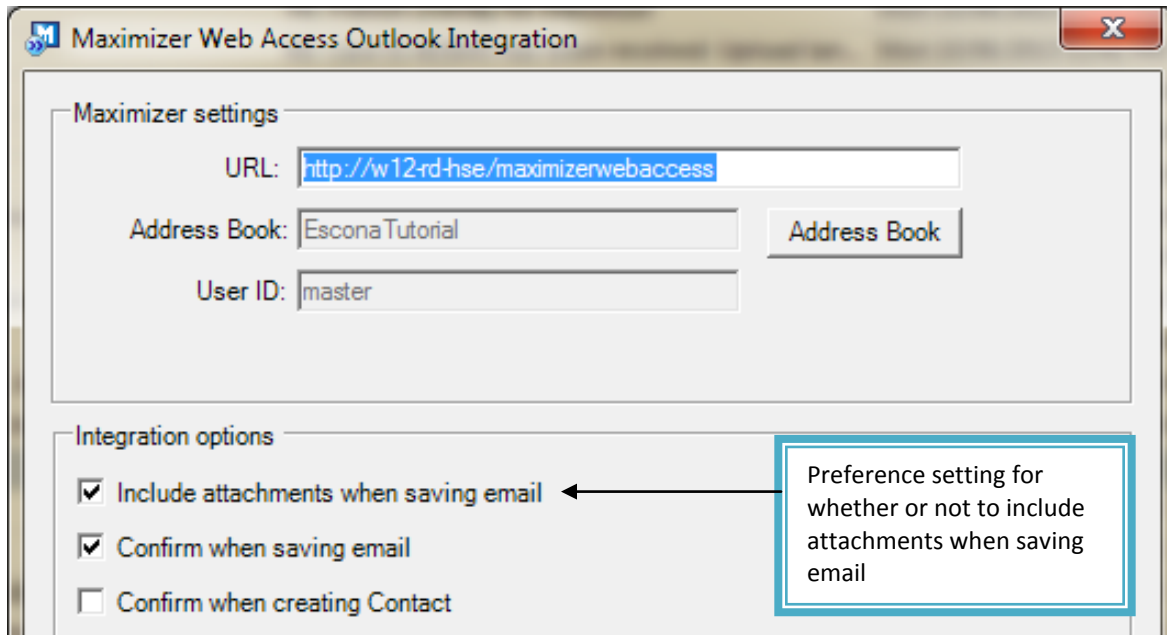 Maximizer Web Access Outlook Integration
Maximizer settings
URL: http://w12-rd-hse/maximizerwebaccess
Address Book: EsconaTutorial Address Book
User ID: master
Integration options
Include attachments when saving email
Confirm when saving email
Confirm when creating Contact
Preference setting for
whether or not to include
attachments when saving
email